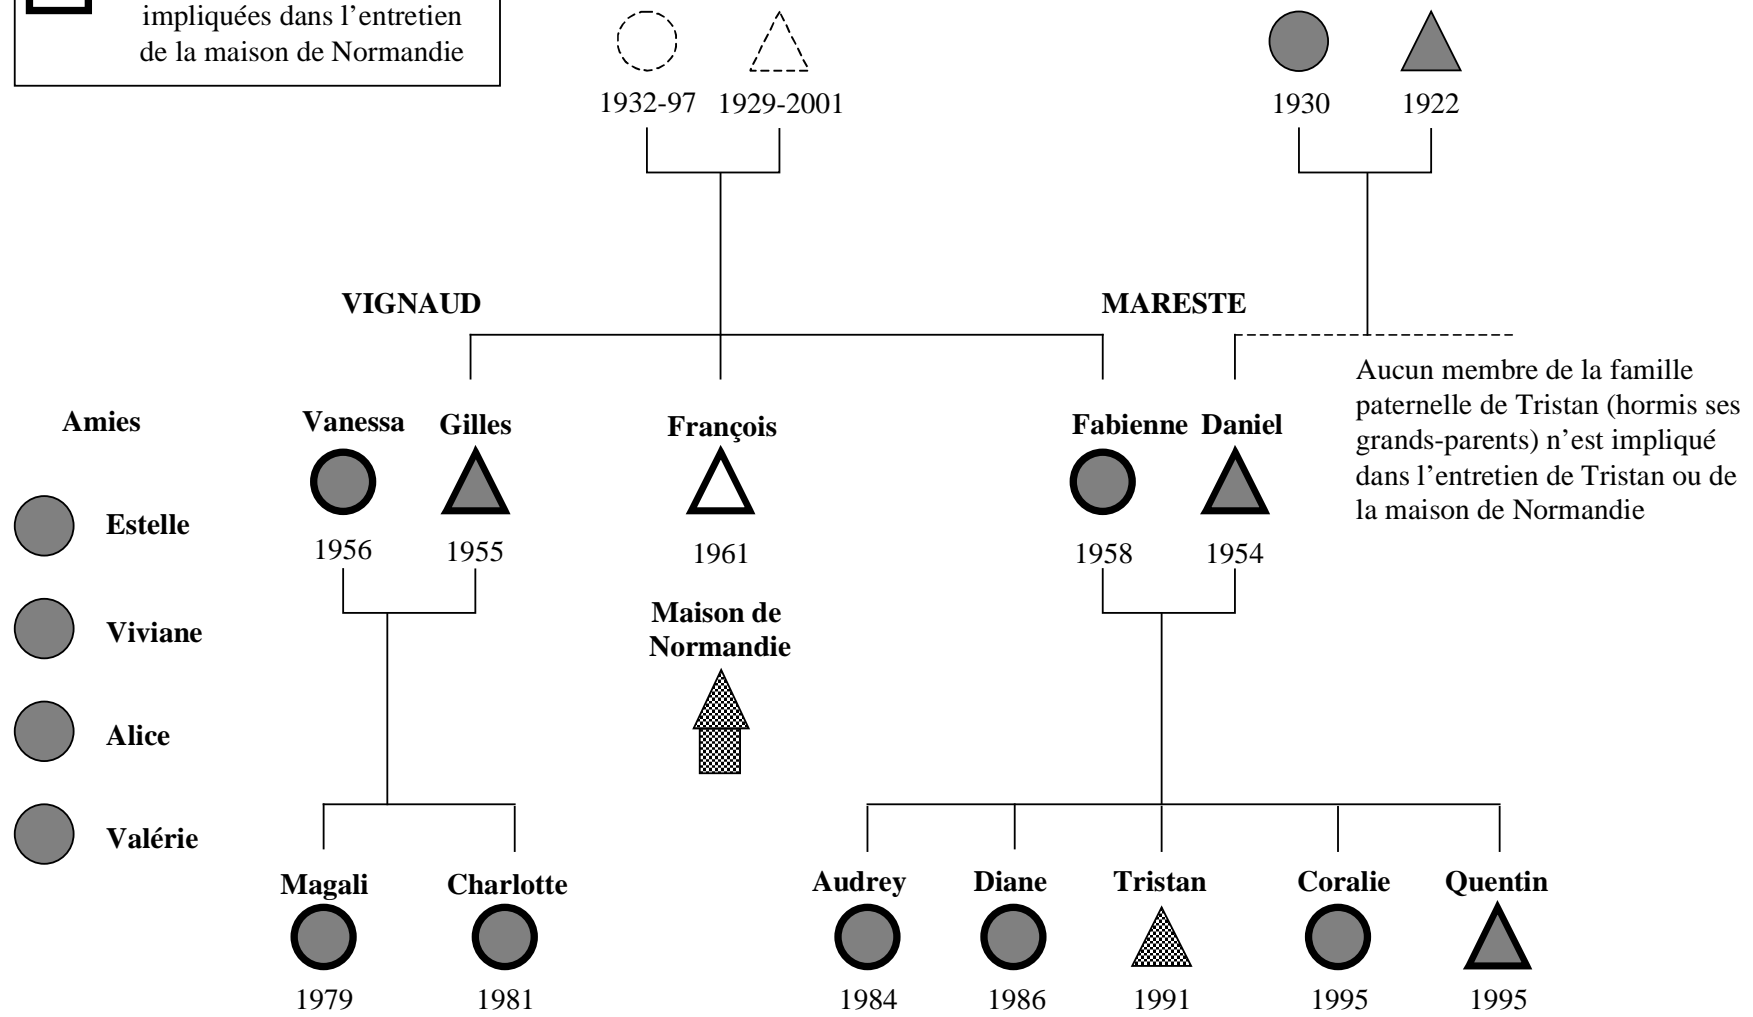 impliquées dans l'entretien
de la maison de Normandie
1932-97 1929-2001
1930 1922
VIGNAUD
MARESTE
Aucun membre de la famille
paternelle de Tristan (hormis ses
grands-parents) n'est impliqué
dans l'entretien de Tristan ou de
la maison de Normandie
Amies
Estelle
Viviane
Alice
Valérie
Vanessa Gilles
1956 1955
François
1961
Fabienne Daniel
1958 1954
Maison de
Normandie
Magali Charlotte
1979 1981
Audrey Diane Tristan Coralie Quentin
1984 1986 1991 1995 1995